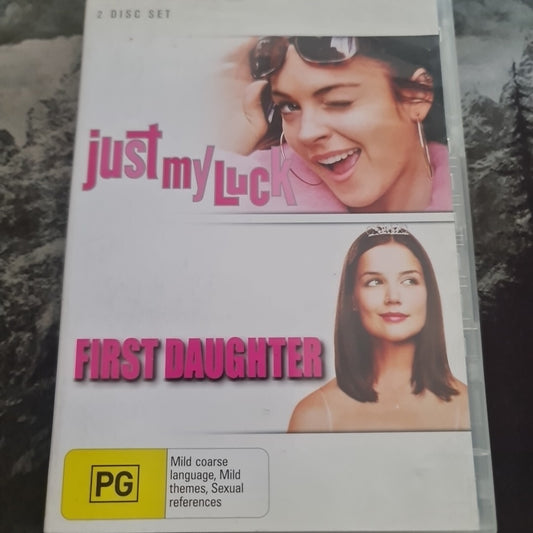 2 DISC SET
just my Luck
FIRST DAUGHTER
PG
Mild coarse
language, Mild
themes, Sexual
references